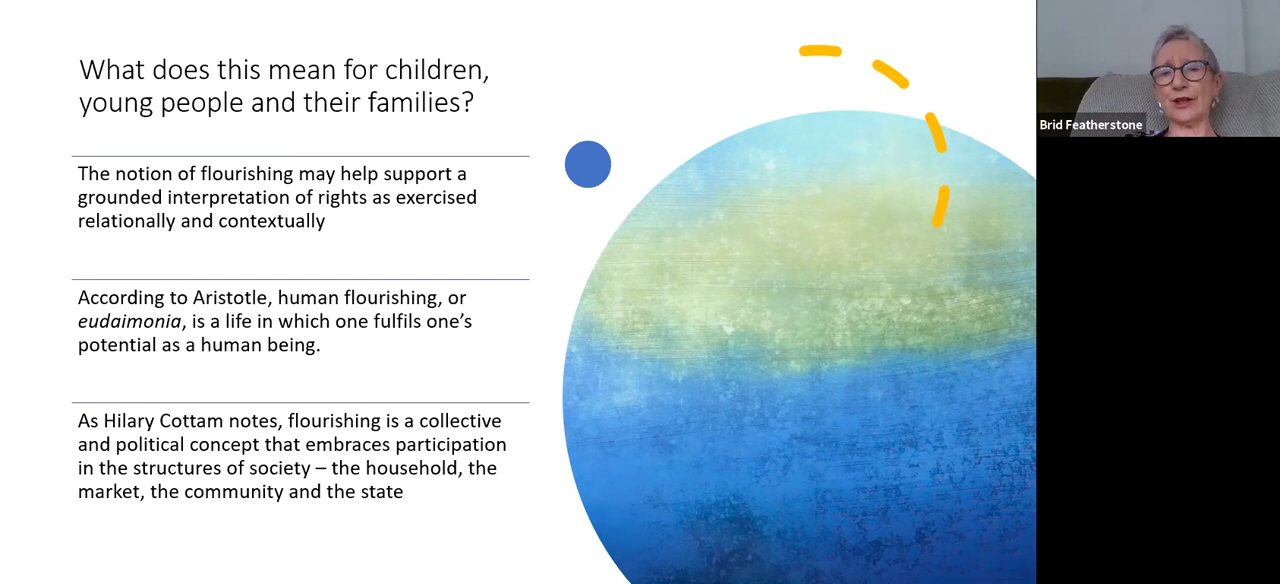 What does this mean for children,
young people and their families?
The notion of flourishing may help support a
grounded interpretation of rights as exercised
relationally and contextually
According to Aristotle, human flourishing, or
eudaimonia, is a life in which one fulfils one’s
potential as a human being.
As Hilary Cottam notes, flourishing is a collective
and political concept that embraces participation
in the structures of society – the household, the
market, the community and the state
Brid Featherstone